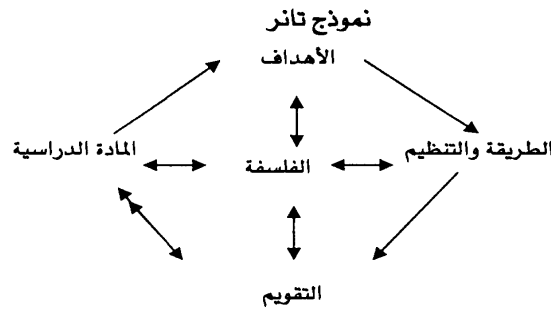 نموذج تانر
الأهداف
الطريقة والتنظيم
الفلسفة
المادة الدراسية
التقويم